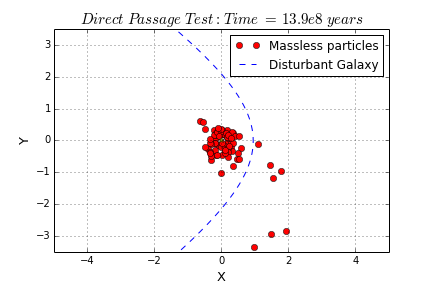 Direct Passage Test: Time = 13.9e8 years
Massless particles
Disturbant Galaxy
Y
3
2
1
0
−1
−2
−3
−4
−2
0
2
4
X